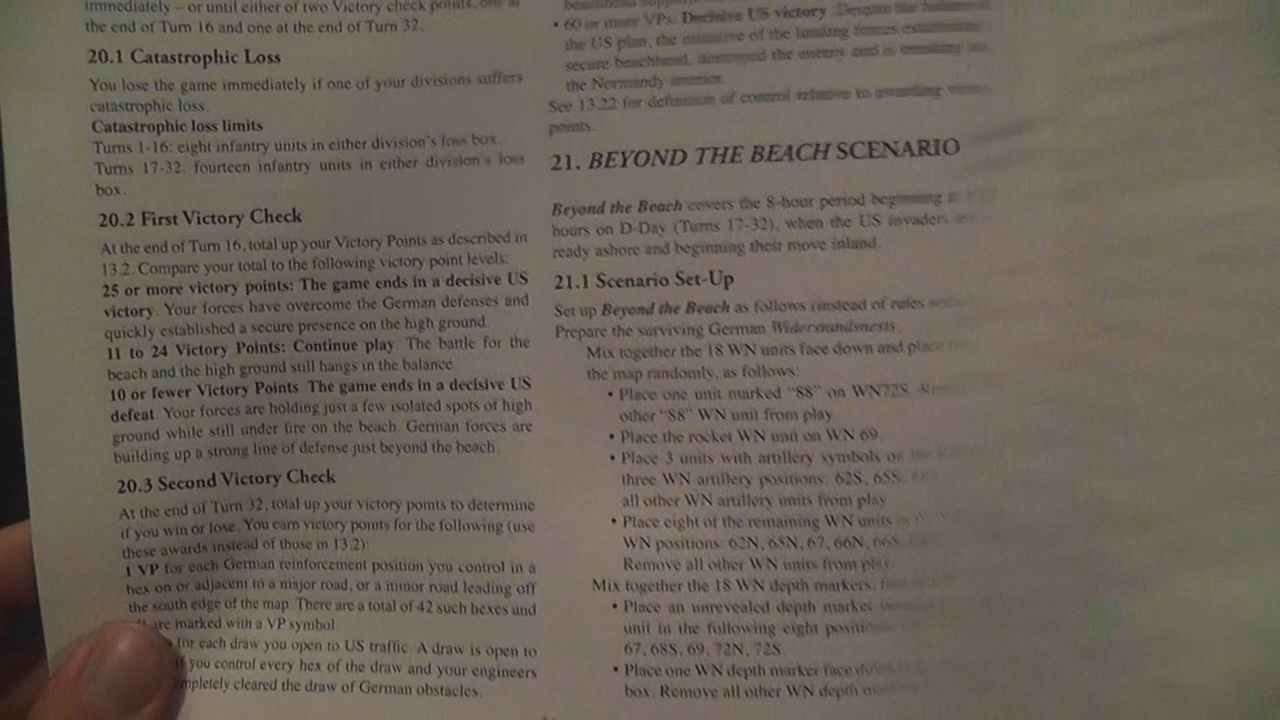 immediately – or until either of two Victory check points, one at
the end of Turn 16 and one at the end of Turn 32.
20.1 Catastrophic Loss
You lose the game immediately if one of your divisions suffers
catastrophic loss.
Catastrophic loss limits
Turns 1-16: eight infantry units in either division's loss box.
Turns 17-32: fourteen infantry units in either division's loss
box.
20.2 First Victory Check
At the end of Turn 16, total up your Victory Points as described in
13.2. Compare your total to the following victory point levels:
25 or more victory points: The game ends in a decisive US
victory. Your forces have overcome the German defenses and
quickly established a secure presence on the high ground.
11 to 24 Victory Points: Continue play. The battle for the
beach and the high ground still hangs in the balance.
10 or fewer Victory Points. The game ends in a decisive US
defeat. Your forces are holding just a few isolated spots of high
ground while still under fire on the beach. German forces are
building up a strong line of defense just beyond the beach.
20.3 Second Victory Check
At the end of Turn 32, total up your victory points to determine
if you win or lose. You earn victory points for the following (use
these awards instead of those in 13.2):
1 VP for each German reinforcement position you control in a
hex on or adjacent to a major road, or a minor road leading off
the south edge of the map. There are a total of 42 such hexes and
are marked with a VP symbol.
for each draw you open to US traffic. A draw is open to
if you control every hex of the draw and your engineers
mpletely cleared the draw of German obstacles.
beachhead
• 60 or more VPs. Decisive US victory. Despite the
the US plan, the massive of the landing forces
secure beachhead, destroyed the enemy and is
the Normandy interior.
See 13.22 for definition of control relative to awarding
points.
21. BEYOND THE BEACH SCENARIO
Beyond the Beach covers the 8-hour period beginning at
hours on D-Day (Turns 17-32), when the US invaders
ready ashore and beginning their move inland.
21.1 Scenario Set-Up
Set up Beyond the Beach as follows (instead of rules
Prepare the surviving German Widerstandsnests.
Mix together the 18 WN units face down and place
the map randomly, as follows:
• Place one unit marked "88" on WN72S.
other "88" WN unit from play.
• Place the rocket WN unit on WN 69.
• Place 3 units with artillery symbols on
three WN artillery positions: 62S, 65S,
all other WN artillery units from play
• Place eight of the remaining WN units
WN positions: 62N, 65N, 67, 66N, 66S,
Remove all other WN units from play.
Mix together the 18 WN depth markers,
• Place an unrevealed depth marker
unit in the following eight
67, 68S, 69, 72N, 72S.
• Place one WN depth marker face
box. Remove all other WN depth